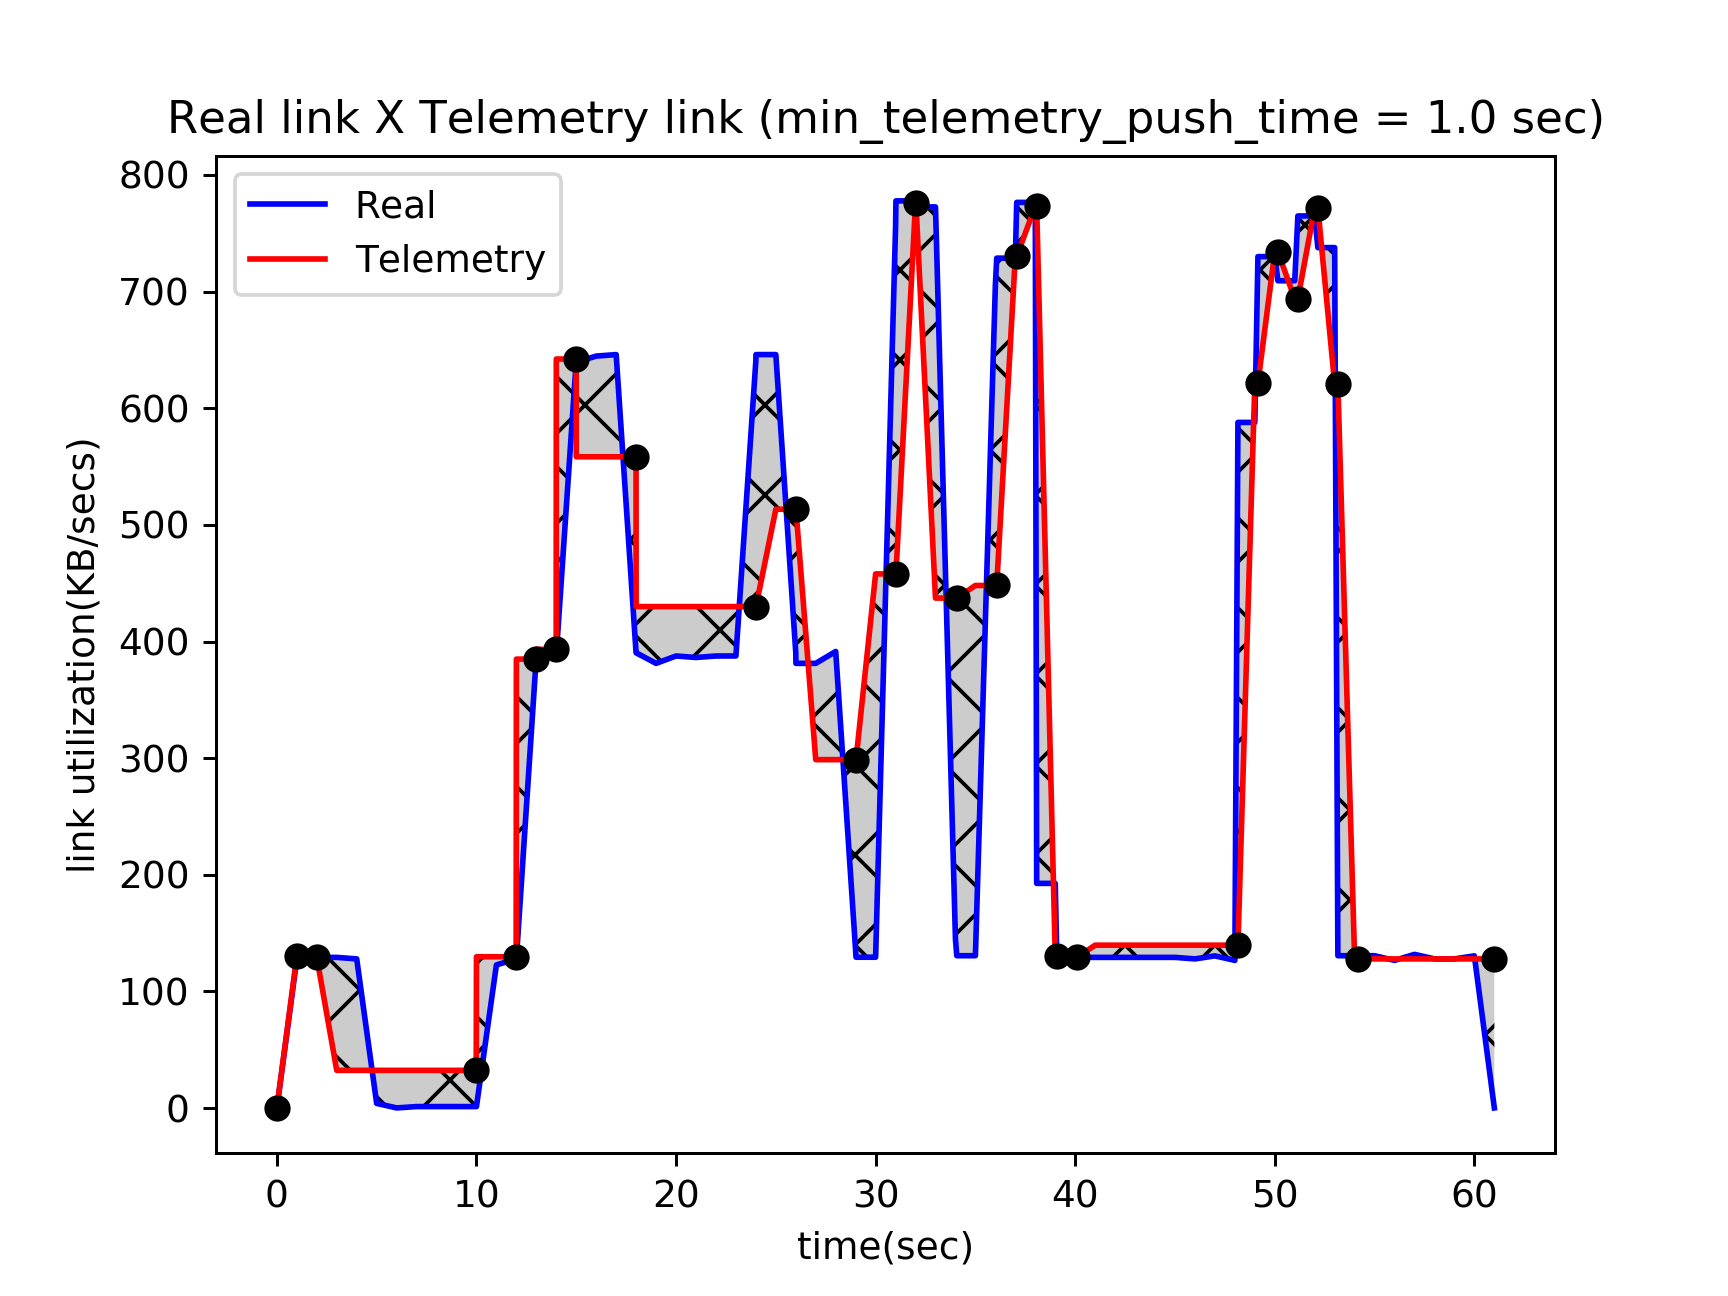 Real link X Telemetry link (min_telemetry_push_time = 1.0 sec)
Real
Telemetry
800
700
600
500
400
300
200
100
0
link utilization(KB/secs)
0 10 20 30 40 50 60
time(sec)